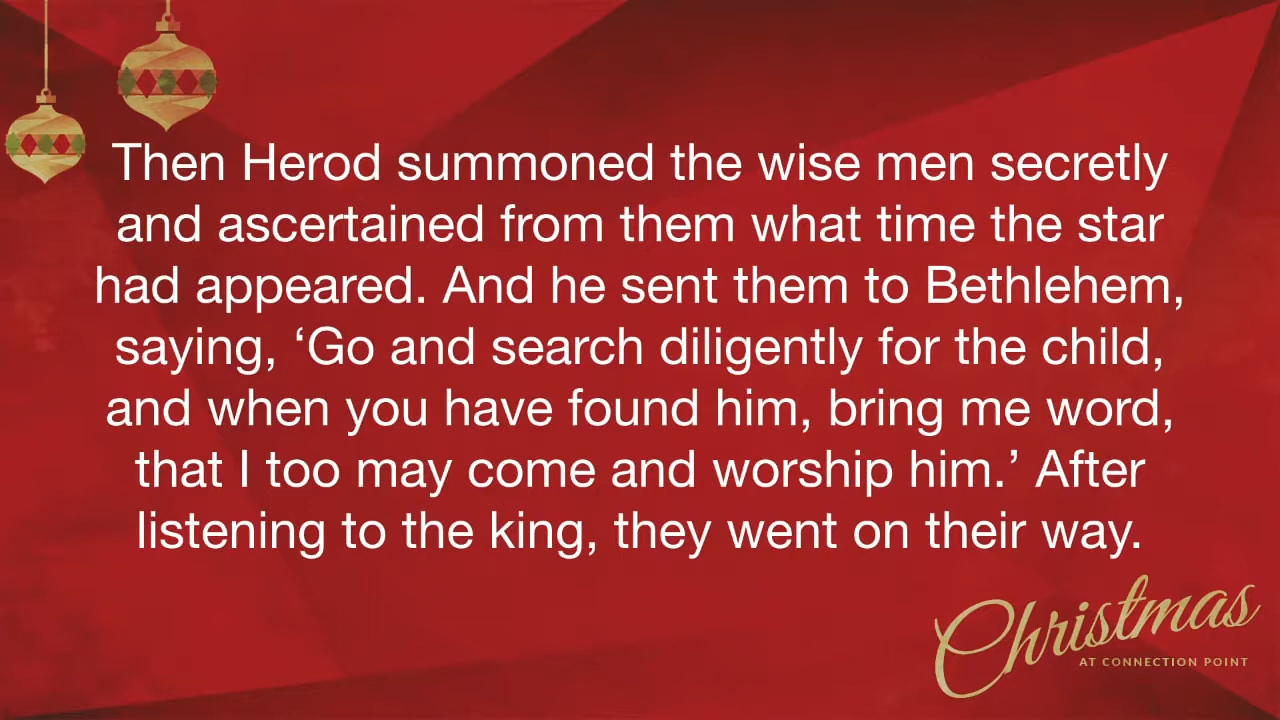 Then Herod summoned the wise men secretly
and ascertained from them what time the star
had appeared. And he sent them to Bethlehem,
saying, ‘Go and search diligently for the child,
and when you have found him, bring me word,
that I too may come and worship him.’ After
listening to the king, they went on their way.
Christmas
AT CONNECTION POINT